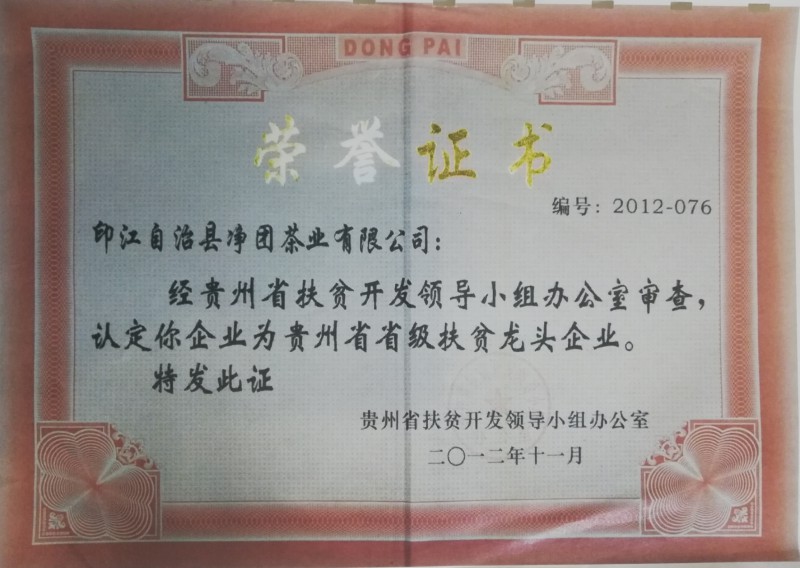 DONG PAI
荣誉证书
编号：2012-076
印江自治县净团茶业有限公司：
经贵州省扶贫开发领导小组办公室审查，
认定你企业为贵州省省级扶贫龙头企业。
特发此证
贵州省扶贫开发领导小组办公室
二〇一二年十一月